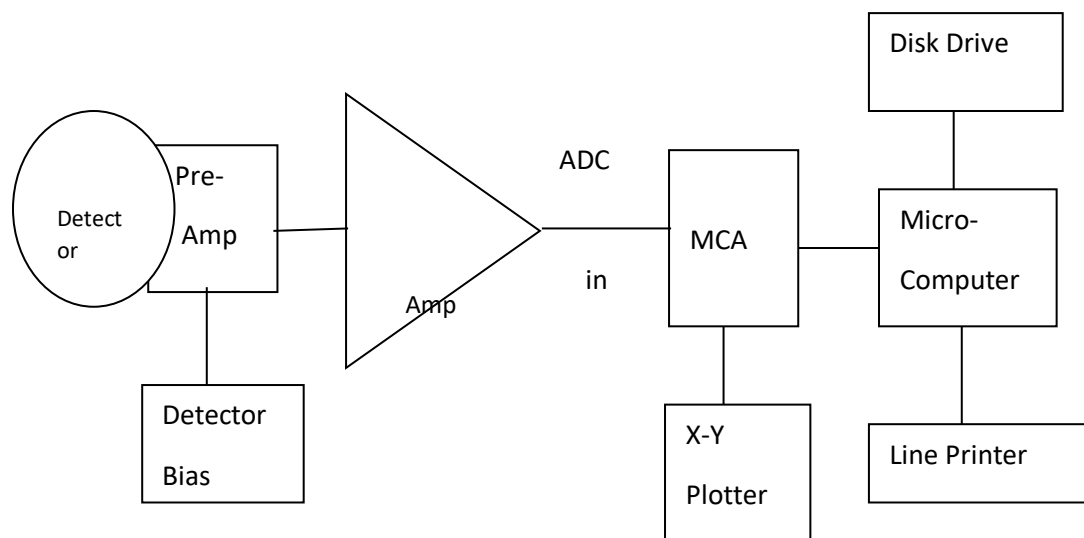 Disk Drive
Pre-
Amp
Detect
or
Amp
ADC
in
MCA
Micro-
Computer
Detector
Bias
X-Y
Plotter
Line Printer